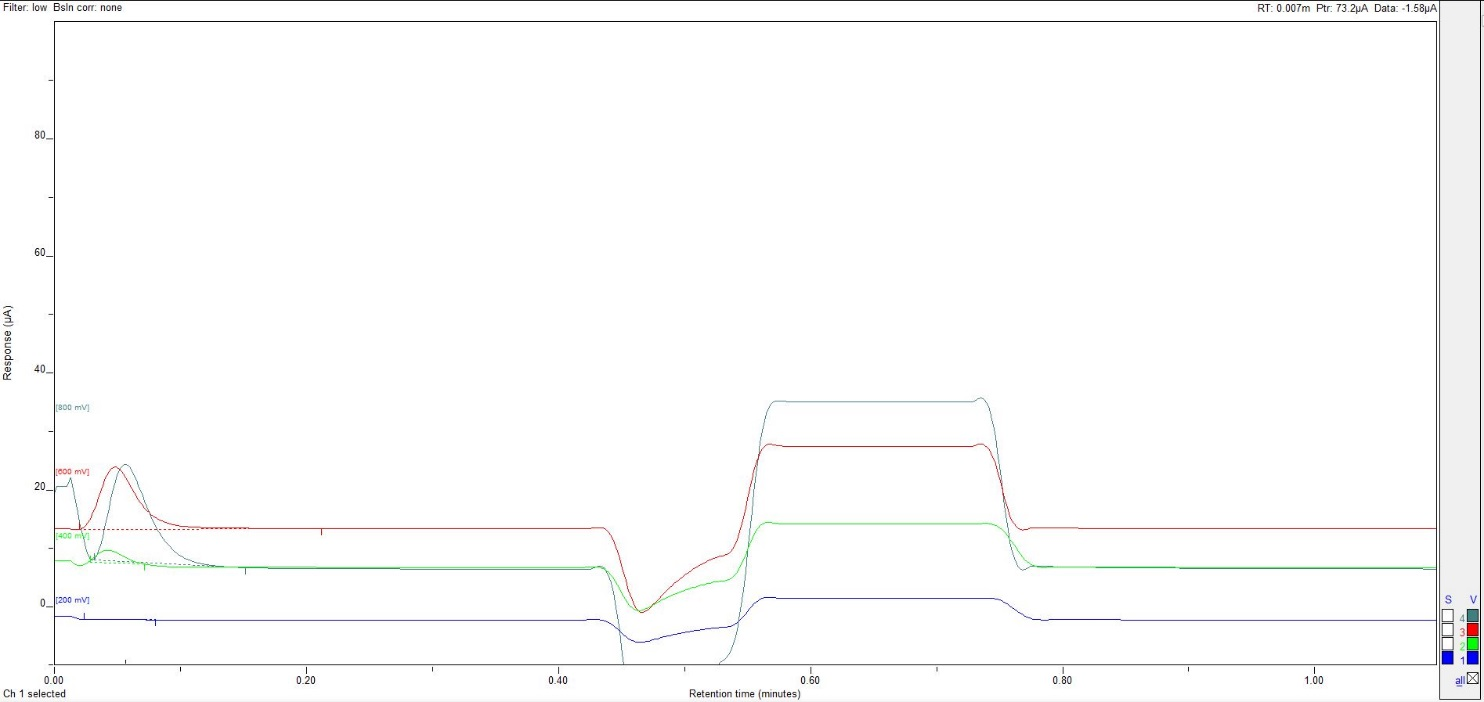 Filter: low Bsln corr: none
RT: 0.007m Ptr: 73.2µA Data: -1.58µA
80
60
40
20
0
Response (µA)
[800 mV]
[600 mV]
[400 mV]
[200 mV]
S V
4
3
2
1
all
0.00 0.20 0.40 0.60 0.80 1.00
Ch 1 selected
Retention time (minutes)